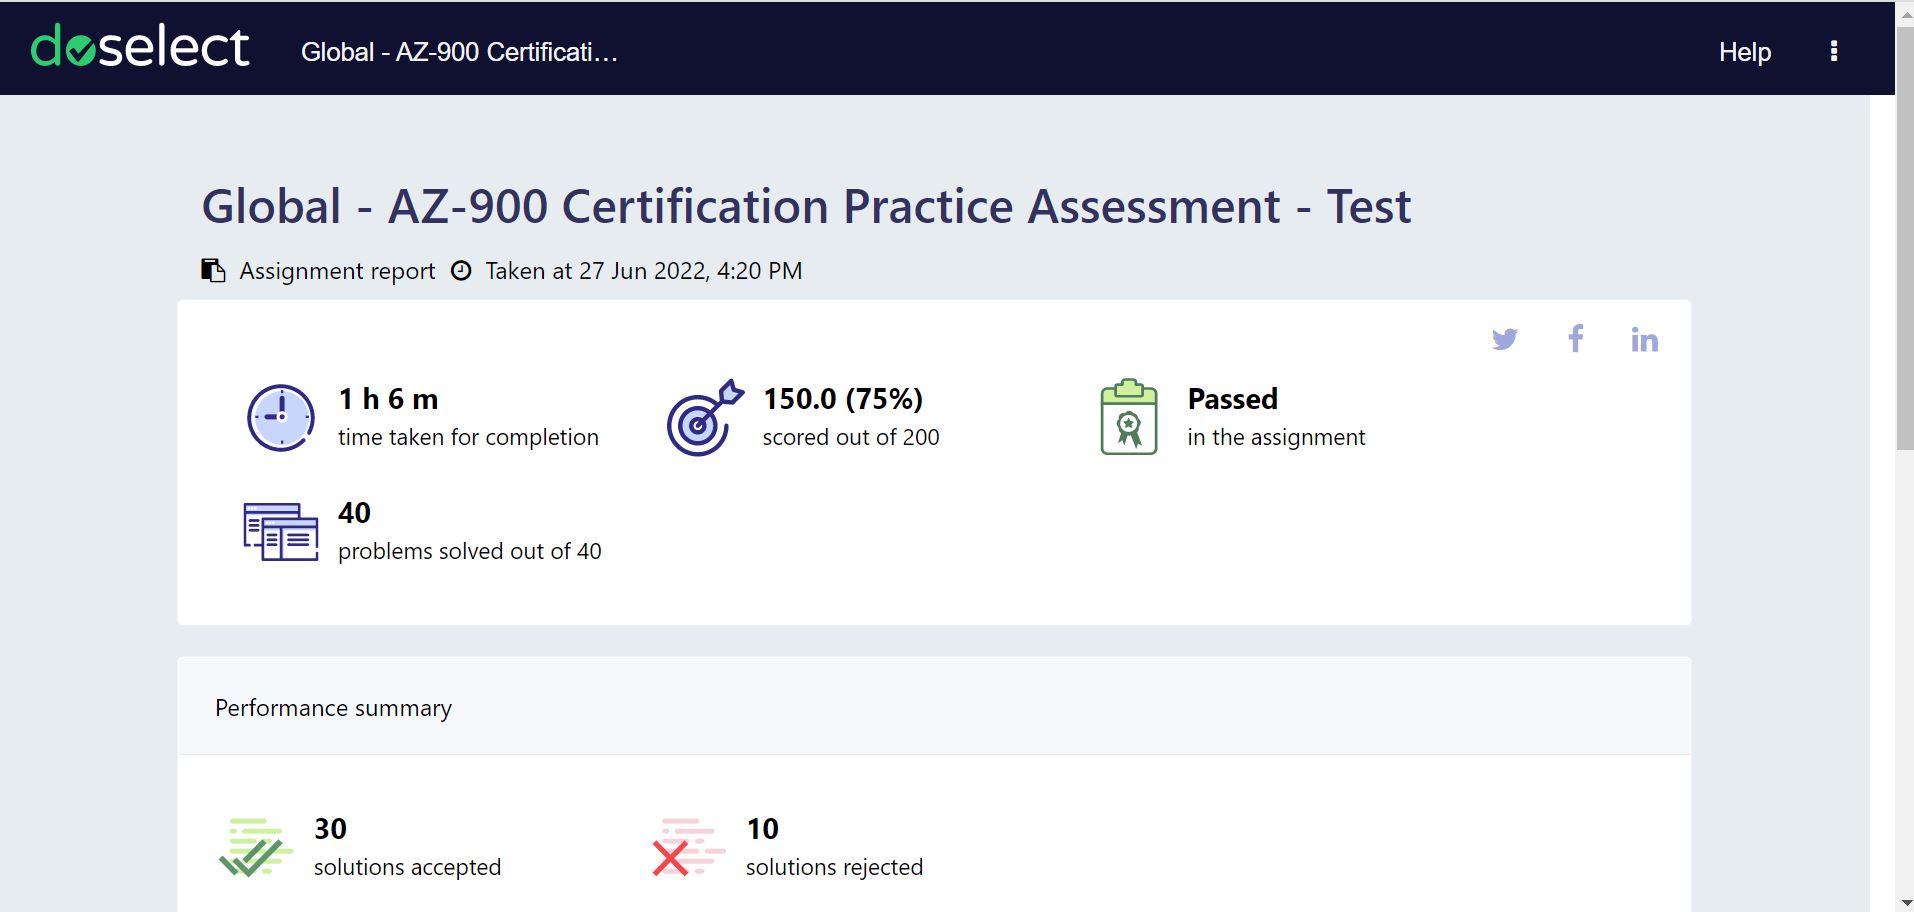 doselect
Global - AZ-900 Certificati...
Help
Global - AZ-900 Certification Practice Assessment - Test
Assignment report Taken at 27 Jun 2022, 4:20 PM
1 h 6 m
time taken for completion
150.0 (75%)
scored out of 200
Passed
in the assignment
40
problems solved out of 40
Performance summary
30
solutions accepted
10
solutions rejected